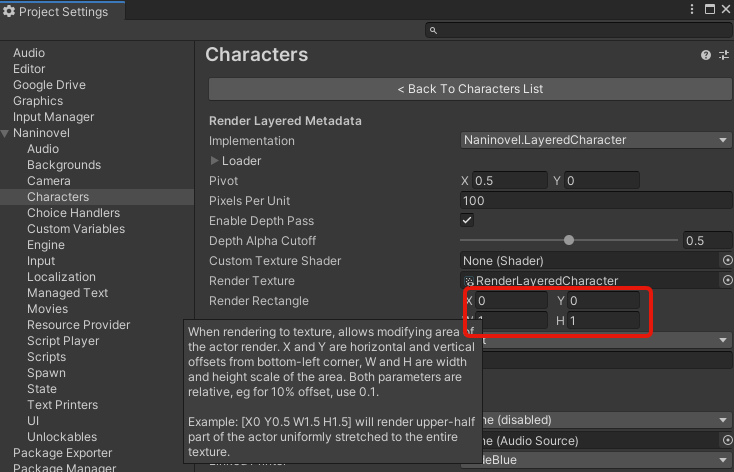 Project Settings
Characters
< Back To Characters List
Audio
Editor
Google Drive
Graphics
Input Manager
Naninovel
Audio
Backgrounds
Camera
Characters
Choice Handlers
Custom Variables
Engine
Input
Localization
Managed Text
Movies
Resource Provider
Script Player
Scripts
Spawn
State
Text Printers
UI
Unlockables
Package Exporter
Package Manager
Render Layered Metadata
Implementation Naninovel.LayeredCharacter
Loader
Pivot X 0.5 Y 0
Pixels Per Unit 100
Enable Depth Pass
Depth Alpha Cutoff 0.5
Custom Texture Shader None (Shader)
Render Texture RenderLayeredCharacter
Render Rectangle X 0 Y 0
H 1
When rendering to texture, allows modifying area of
the actor render. X and Y are horizontal and vertical
offsets from bottom-left corner, W and H are width
and height scale of the area. Both parameters are
relative, eg for 10% offset, use 0.1.
Example: [X0 Y0.5 W1.5 H1.5] will render upper-half
part of the actor uniformly stretched to the entire
texture.
(disabled)
(Audio Source)